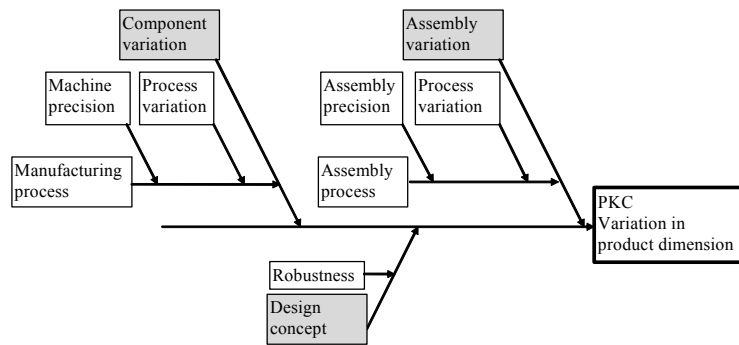 Component
variation
Assembly
variation
Machine
precision
Process
variation
Assembly
precision
Process
variation
Manufacturing
process
Assembly
process
PKC
Variation in
product dimension
Robustness
Design
concept